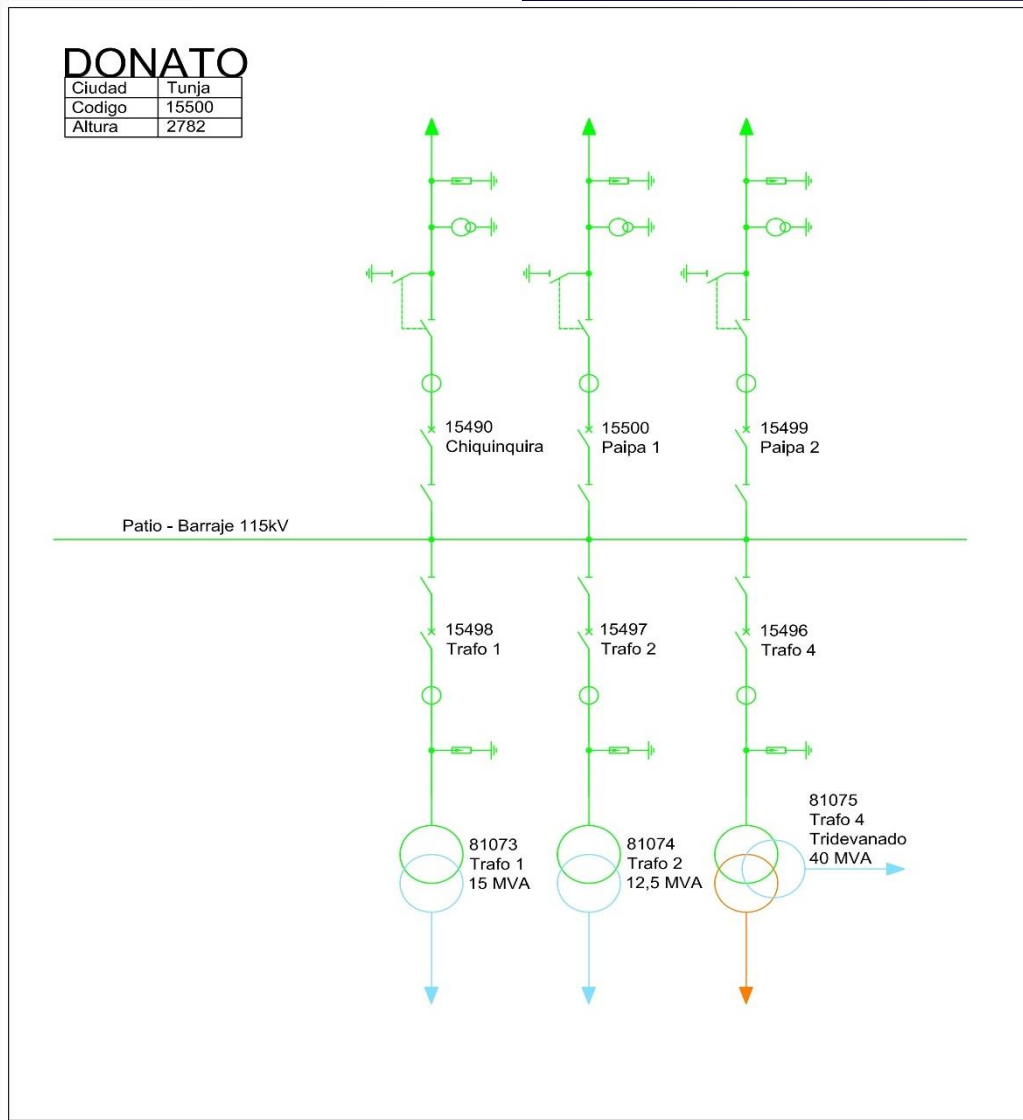 DONATO
Ciudad Tunja
Codigo 15500
Altura 2782
15490
Chiquinquira
15500
Paipa 1
15499
Paipa 2
Patio - Barraje 115kV
15498
Trafo 1
15497
Trafo 2
15496
Trafo 4
81073
Trafo 1
15 MVA
81074
Trafo 2
12,5 MVA
81075
Trafo 4
Tridevanado
40 MVA